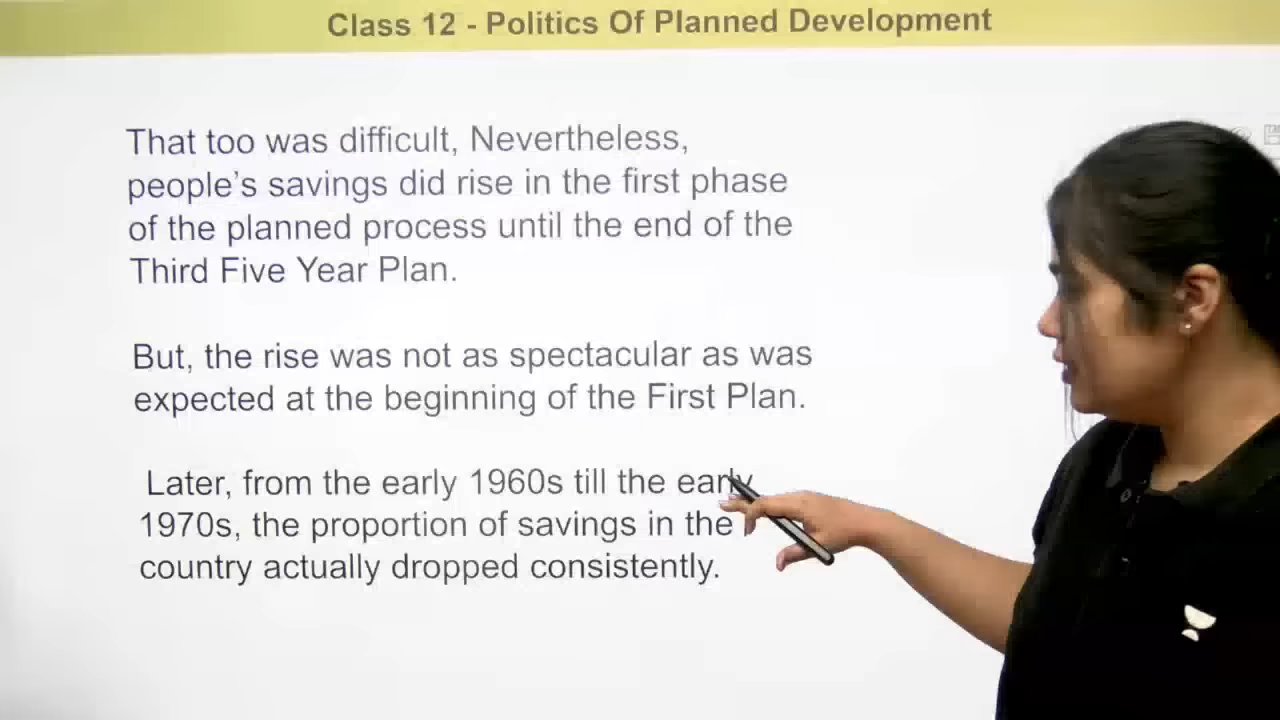 Class 12 - Politics Of Planned Development
That too was difficult, Nevertheless,
people's savings did rise in the first phase
of the planned process until the end of the
Third Five Year Plan.
But, the rise was not as spectacular as was
expected at the beginning of the First Plan.
Later, from the early 1960s till the early
1970s, the proportion of savings in the
country actually dropped consistently.